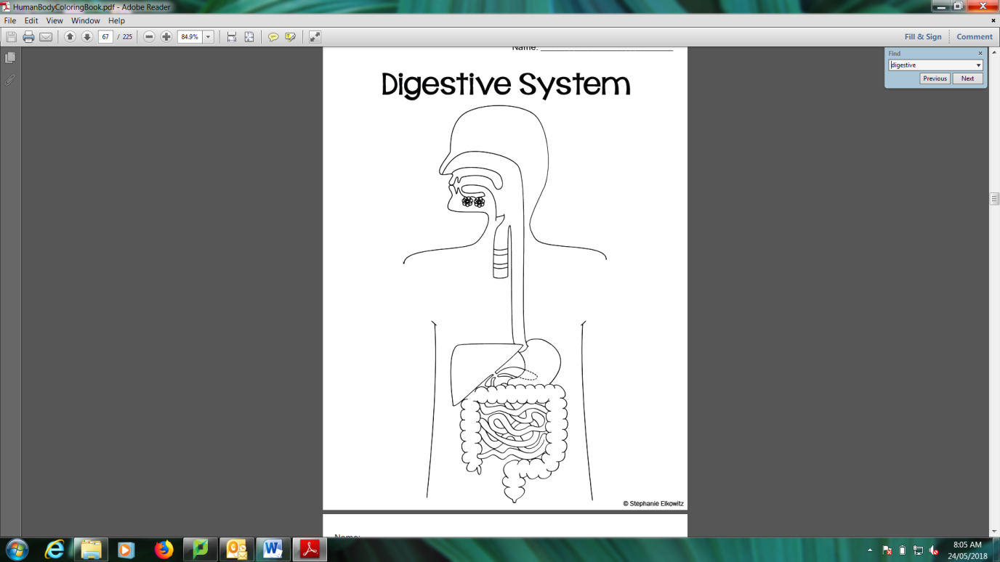 HumanBodyColoringBook.pdf - Adobe Reader
File Edit View Window Help
67 / 225 84.9% Fill & Sign Comment
Find
digestive
Previous Next
Name: ____________________________
Digestive System
© Stephanie Elkowitz
Name:
8:05 AM
24/05/2018